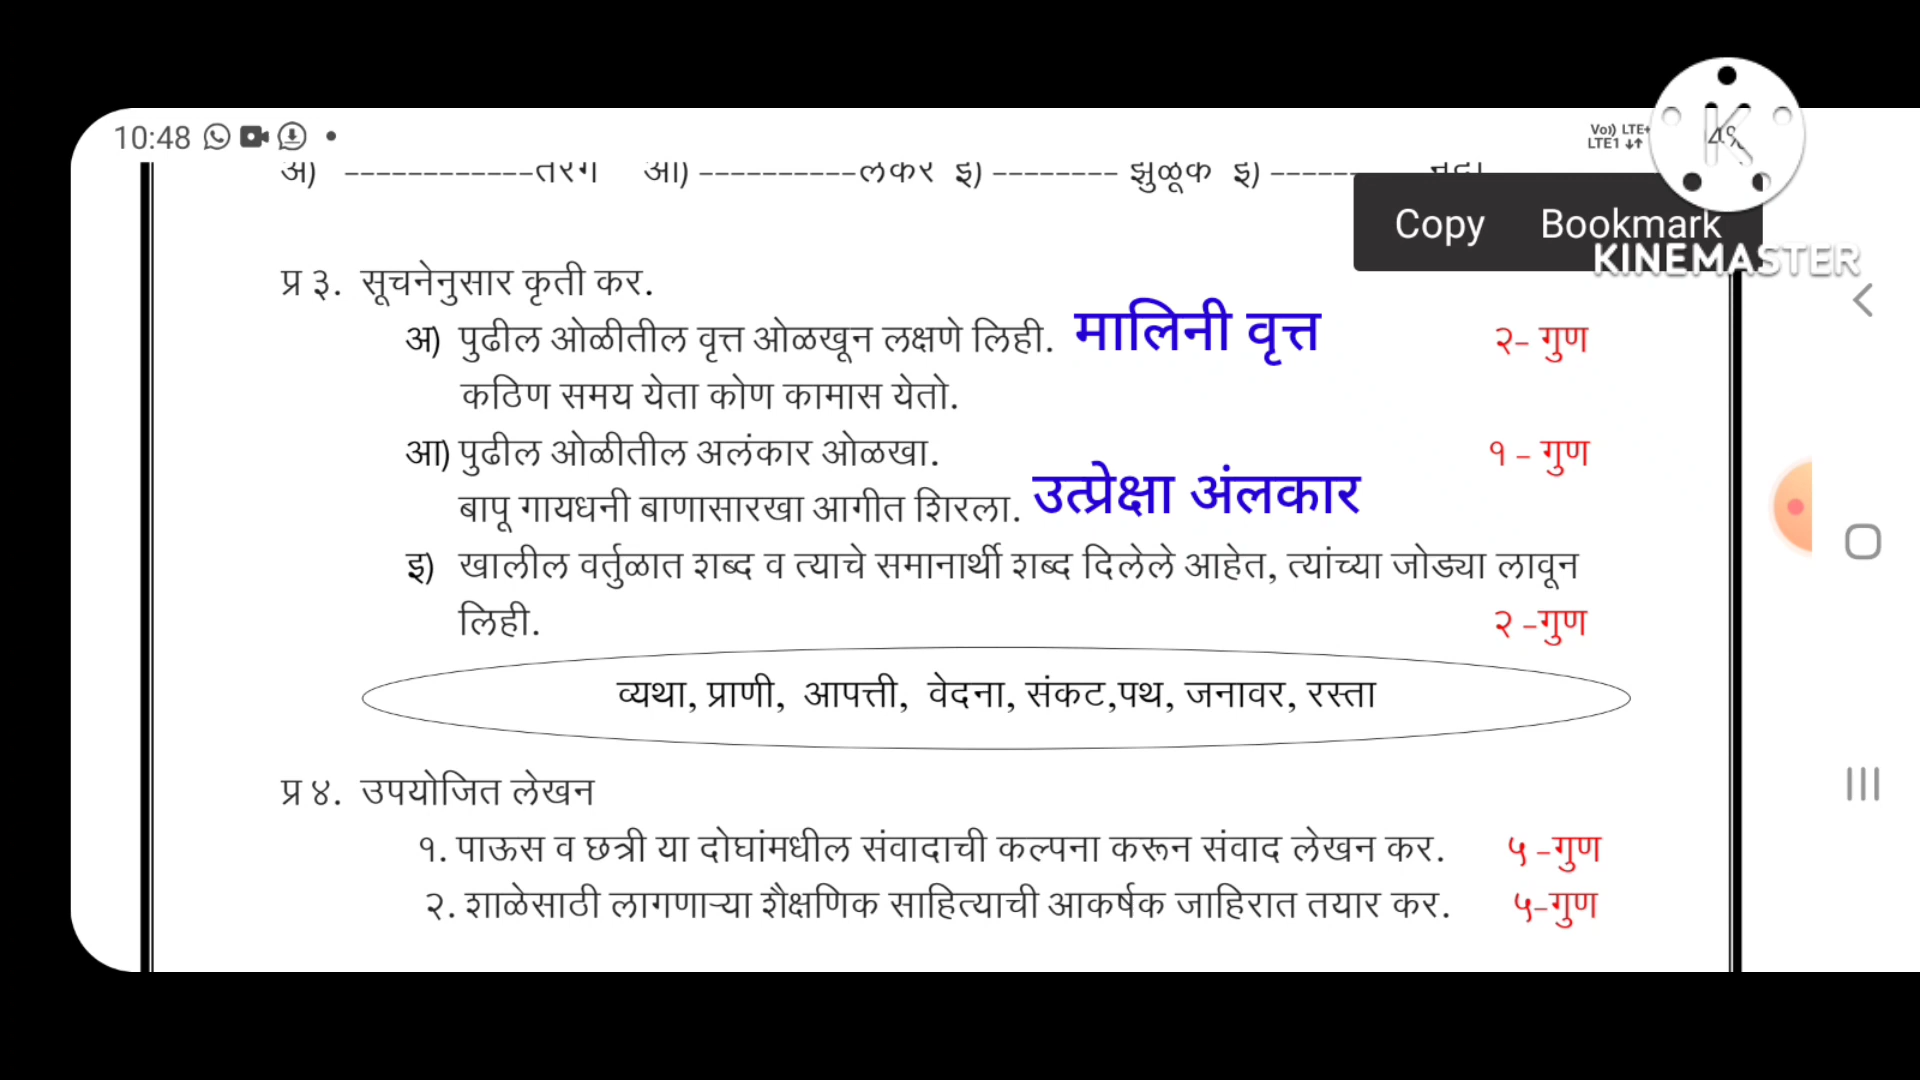 10:48
Vo)) LTE+
LTE1 ↓↑
अ) ------------तरंग आ) ----------लकर इ) -------- झुळूक इ) ------
Copy Bookmark
KINEMASTER
प्र ३. सूचनेनुसार कृती कर.
अ) पुढील ओळीतील वृत्त ओळखून लक्षणे लिही. मालिनी वृत्त २- गुण
कठिण समय येता कोण कामास येतो.
आ) पुढील ओळीतील अलंकार ओळखा. १ - गुण
बापू गायधनी बाणासारखा आगीत शिरला. उत्प्रेक्षा अंलकार
इ) खालील वर्तुळात शब्द व त्याचे समानार्थी शब्द दिलेले आहेत, त्यांच्या जोड्या लावून
लिही. २ -गुण
व्यथा, प्राणी, आपत्ती, वेदना, संकट,पथ, जनावर, रस्ता
प्र ४. उपयोजित लेखन
१. पाऊस व छत्री या दोघांमधील संवादाची कल्पना करून संवाद लेखन कर. ५ -गुण
२. शाळेसाठी लागणाऱ्या शैक्षणिक साहित्याची आकर्षक जाहिरात तयार कर. ५-गुण